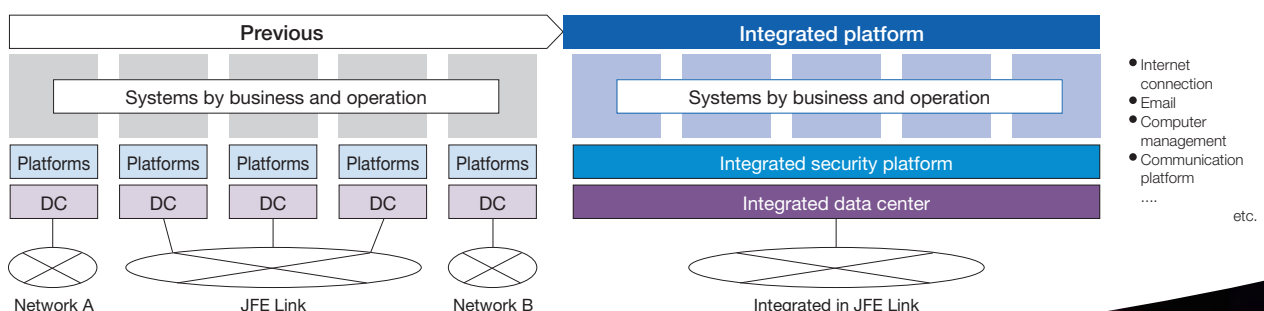 Previous
Integrated platform
Systems by business and operation
Systems by business and operation
Platforms Platforms Platforms Platforms Platforms
Integrated security platform
DC DC DC DC DC
Integrated data center
Network A JFE Link Network B
Integrated in JFE Link
● Internet
connection
● Email
● Computer
management
● Communication
platform
....
etc.